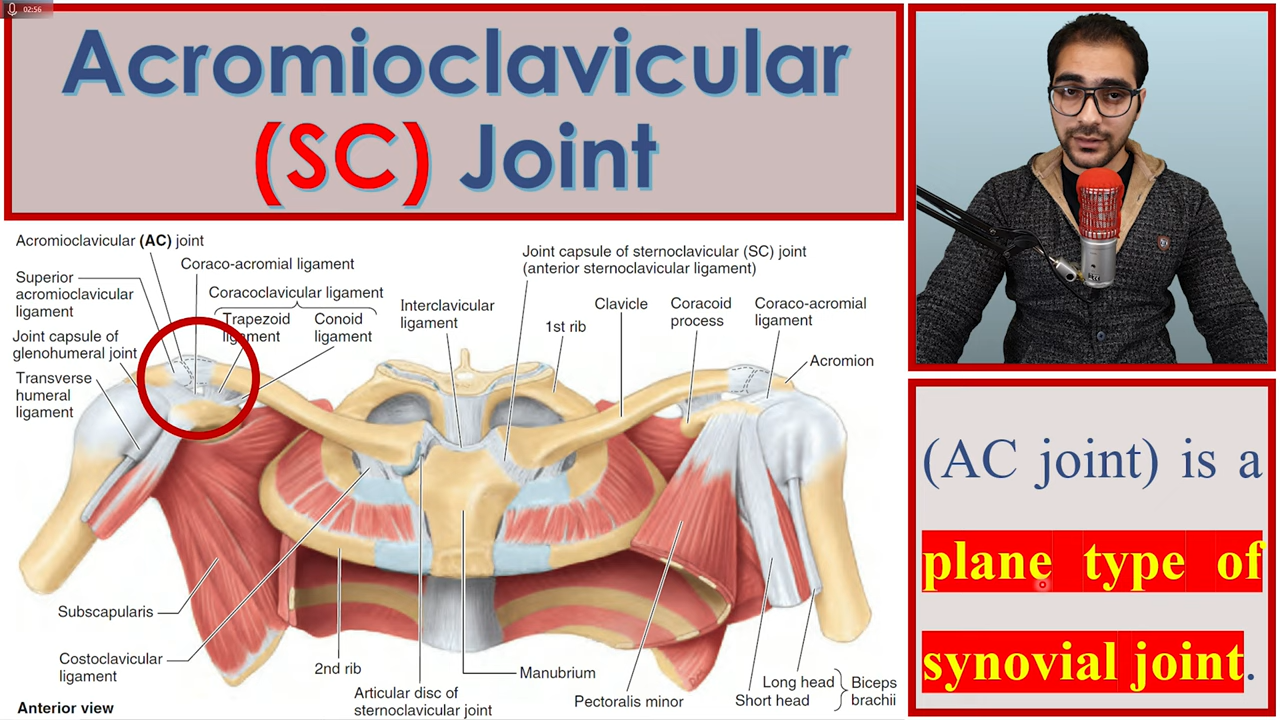 02:56
Acromioclavicular
(SC) Joint
Acromioclavicular (AC) joint
Superior
acromioclavicular
ligament
Coraco-acromial ligament
Coracoclavicular ligament
Trapezoid
ligament
Conoid
ligament
Joint capsule of
glenohumeral joint
Transverse
humeral
ligament
Interclavicular
ligament
Joint capsule of sternoclavicular (SC) joint
(anterior sternoclavicular ligament)
1st rib
Clavicle
Coracoid
process
Coraco-acromial
ligament
Acromion
Subscapularis
Costoclavicular
ligament
2nd rib
Articular disc of
sternoclavicular joint
Manubrium
Pectoralis minor
Long head
Short head
Biceps
brachii
Anterior view
(AC joint) is a
plane type of
synovial joint.